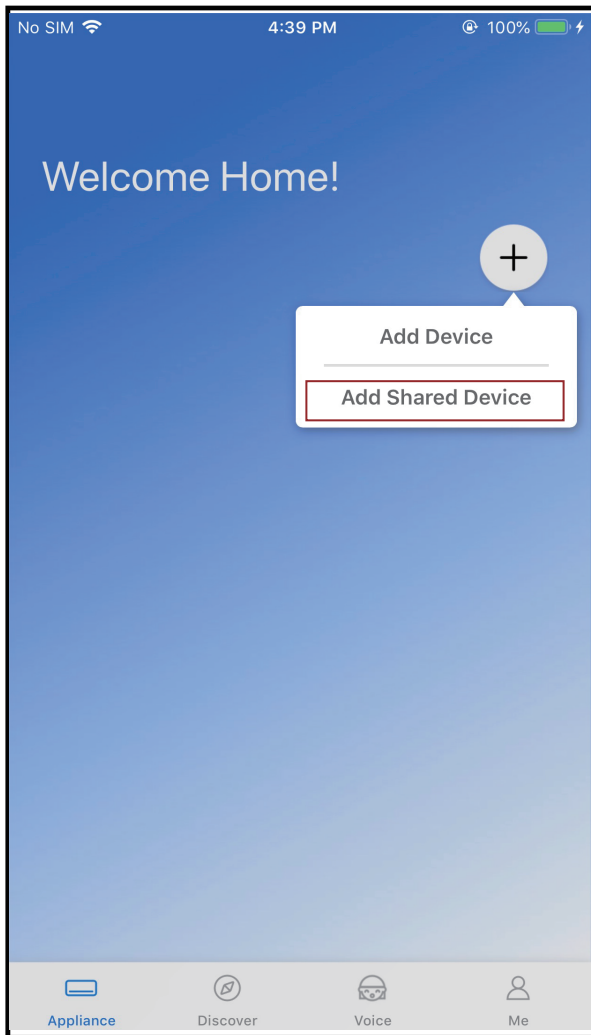 No SIM 4:39 PM 100%
Welcome Home!
+
Add Device
Add Shared Device
Appliance Discover Voice Me